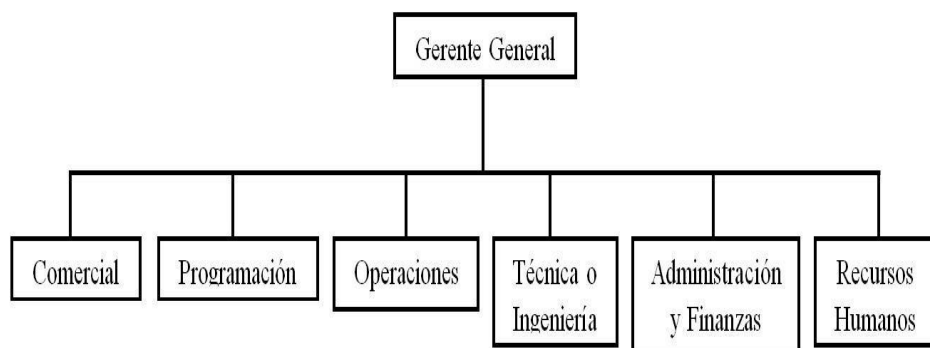 Gerente General
Comercial
Programación
Operaciones
Técnica o
Ingeniería
Administración
y Finanzas
Recursos
Humanos